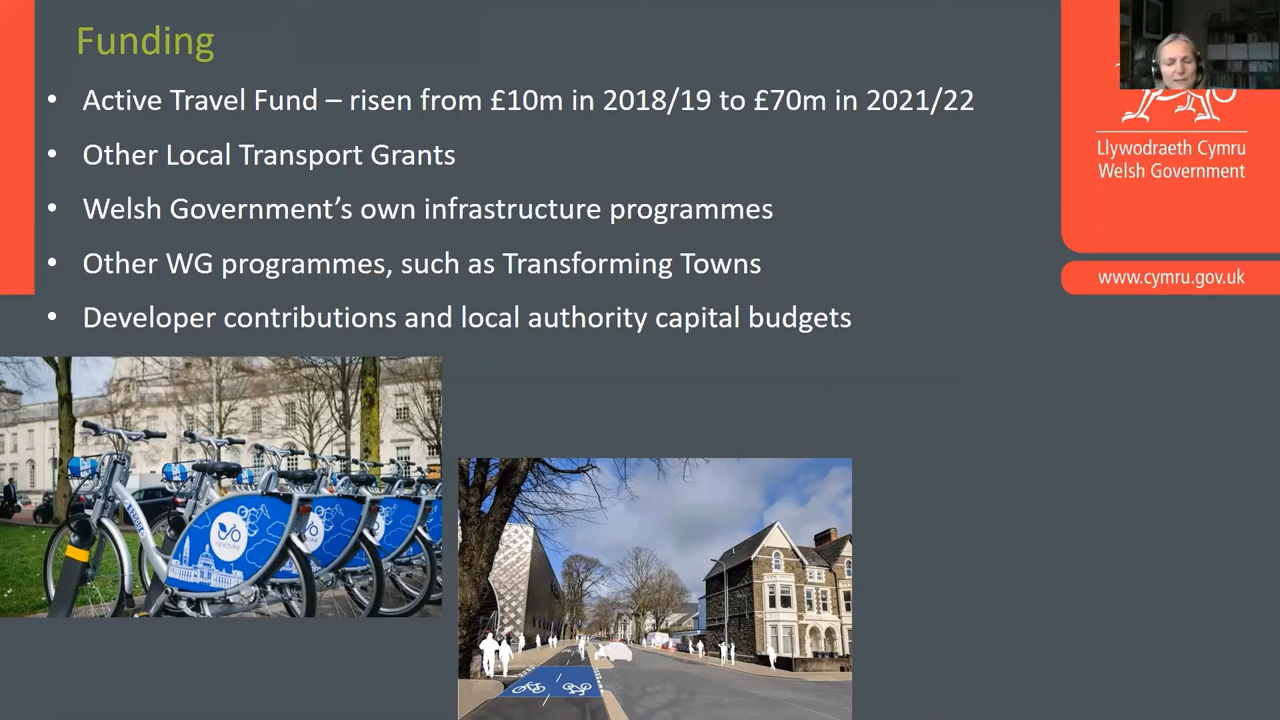 Funding
• Active Travel Fund – risen from £10m in 2018/19 to £70m in 2021/22
• Other Local Transport Grants
• Welsh Government’s own infrastructure programmes
• Other WG programmes, such as Transforming Towns
• Developer contributions and local authority capital budgets
Llywodraeth Cymru
Welsh Government
www.cymru.gov.uk
nextbike